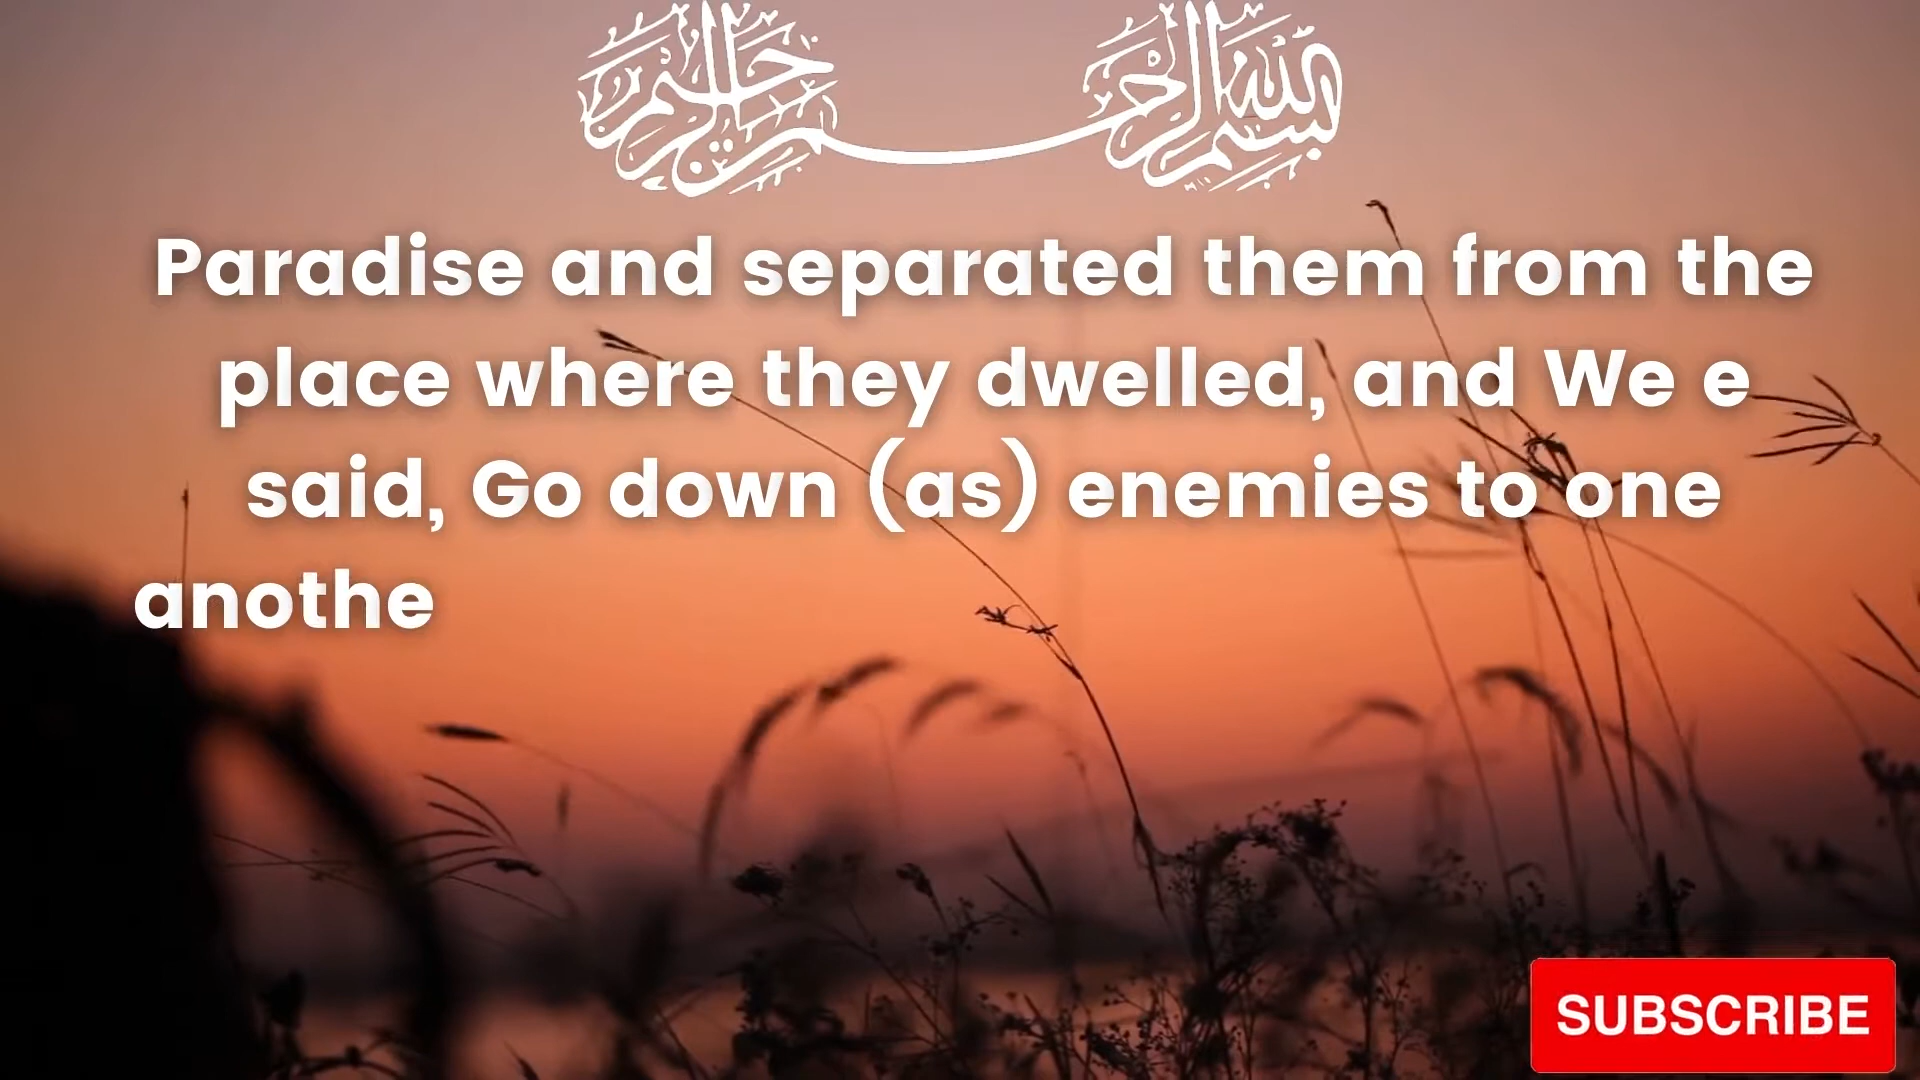 بسم الله الرحمن الرحيم
Paradise and separated them from the
place where they dwelled, and We e
said, Go down (as) enemies to one
anothe
SUBSCRIBE